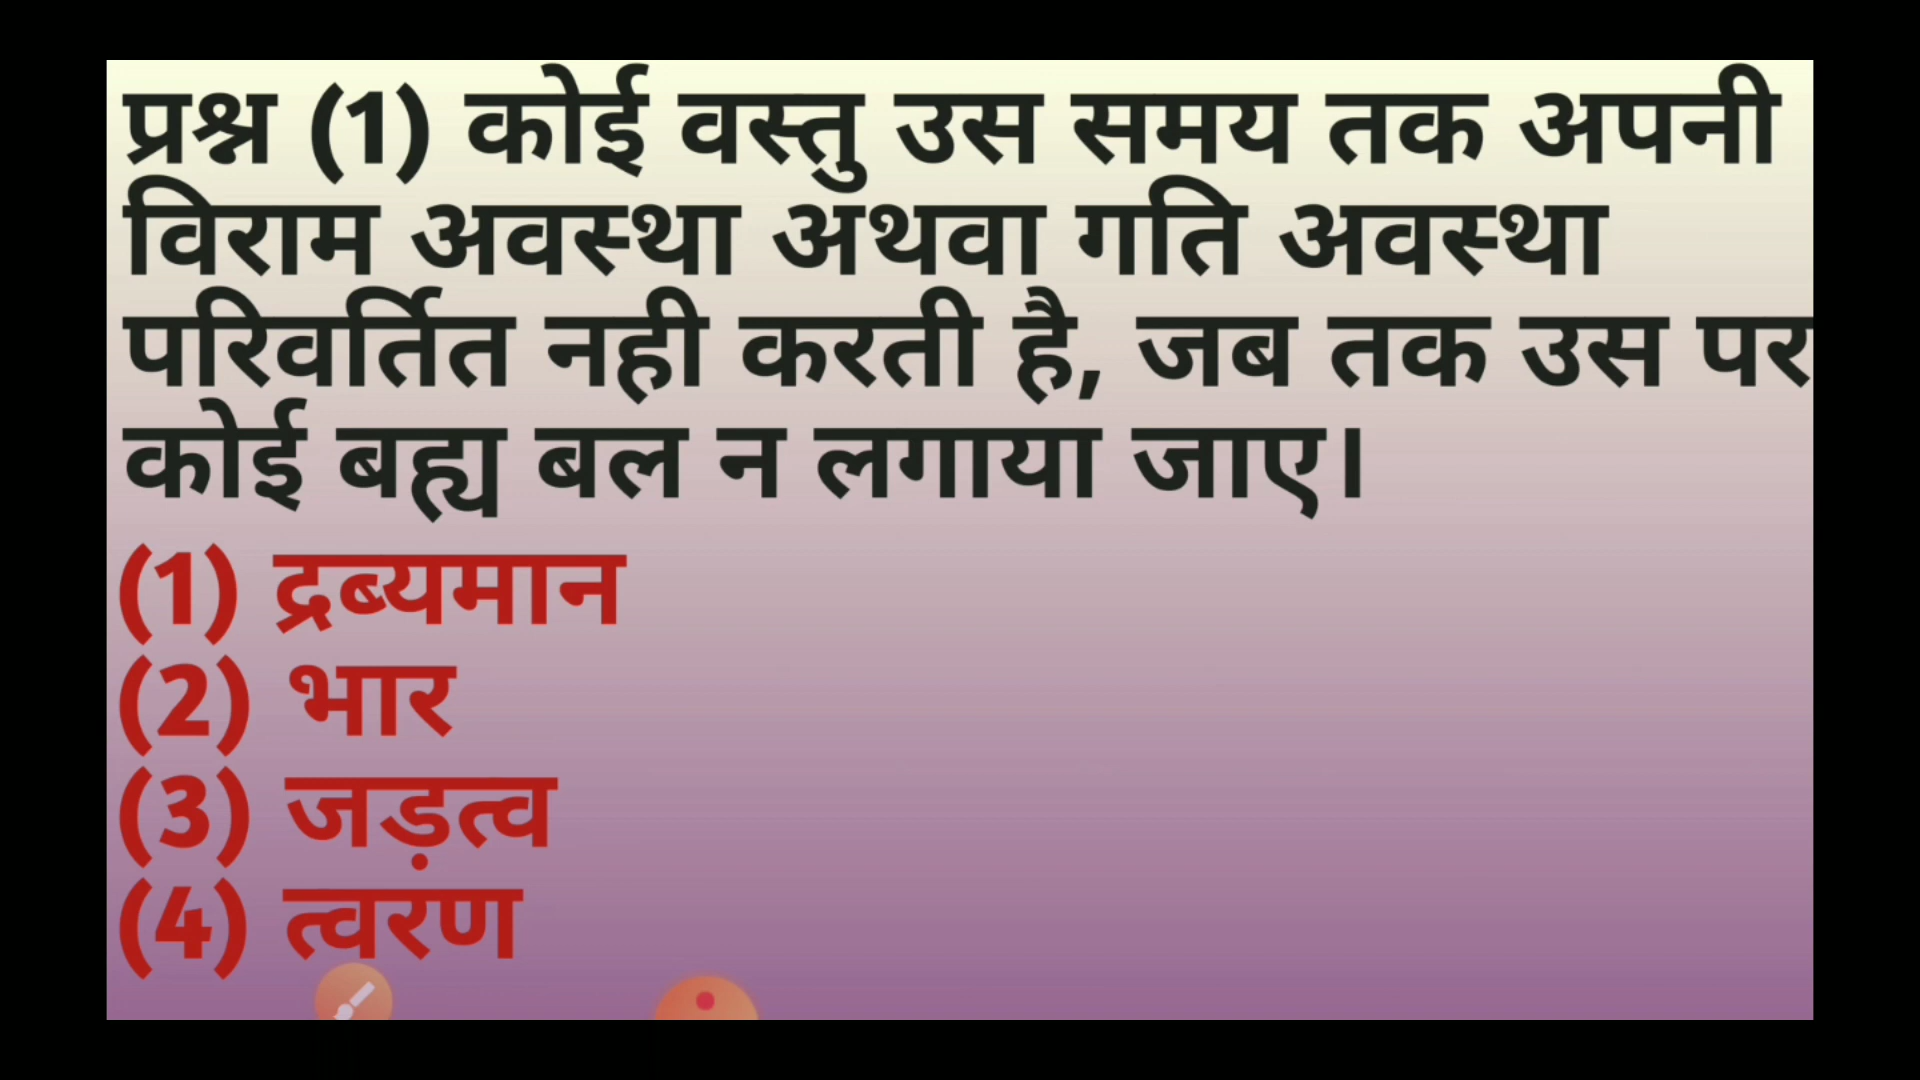 प्रश्न (1) कोई वस्तु उस समय तक अपनी
विराम अवस्था अथवा गति अवस्था
परिवर्तित नही करती है, जब तक उस पर
कोई बह्य बल न लगाया जाए।
(1) द्रब्यमान
(2) भार
(3) जड़त्व
(4) त्वरण